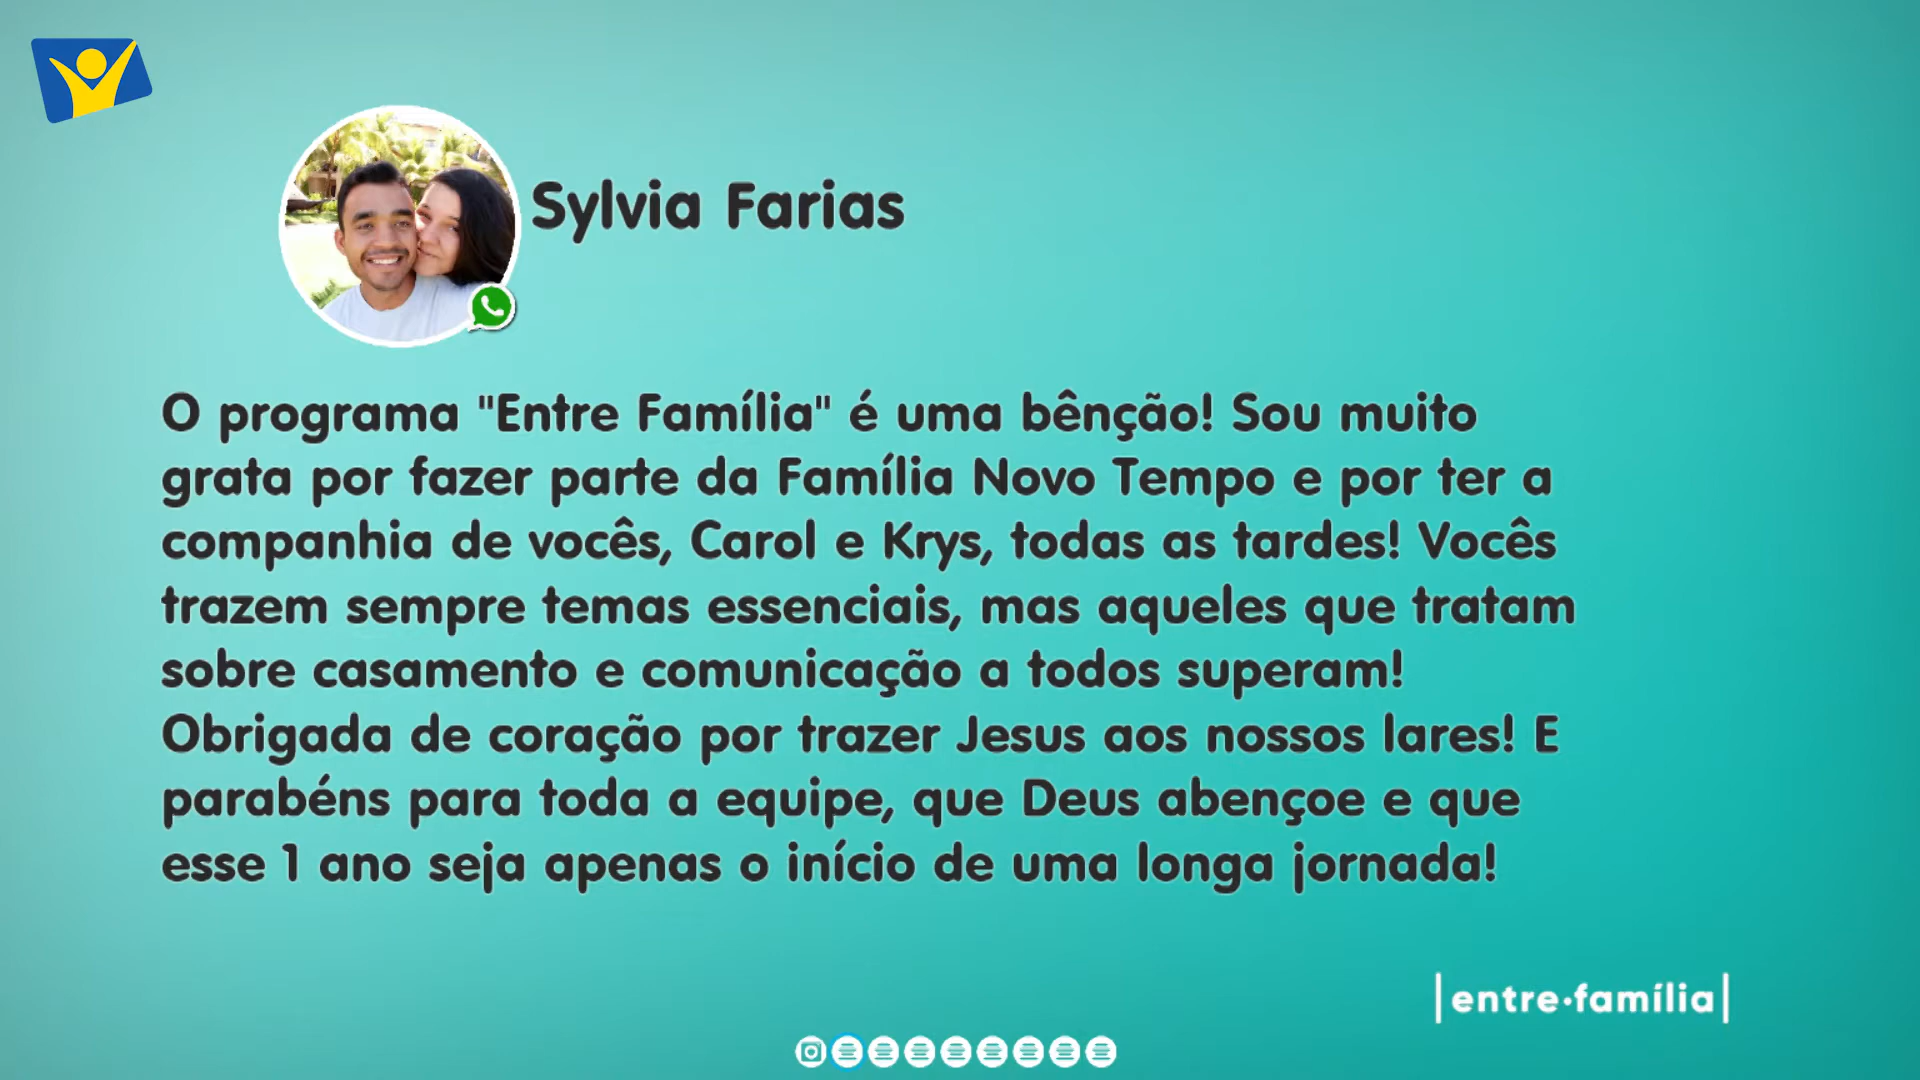 Sylvia Farias
O programa "Entre Família" é uma bênção! Sou muito
grata por fazer parte da Família Novo Tempo e por ter a
companhia de vocês, Carol e Krys, todas as tardes! Vocês
trazem sempre temas essenciais, mas aqueles que tratam
sobre casamento e comunicação a todos superam!
Obrigada de coração por trazer Jesus aos nossos lares! E
parabéns para toda a equipe, que Deus abençoe e que
esse 1 ano seja apenas o início de uma longa jornada!
|entre·família|